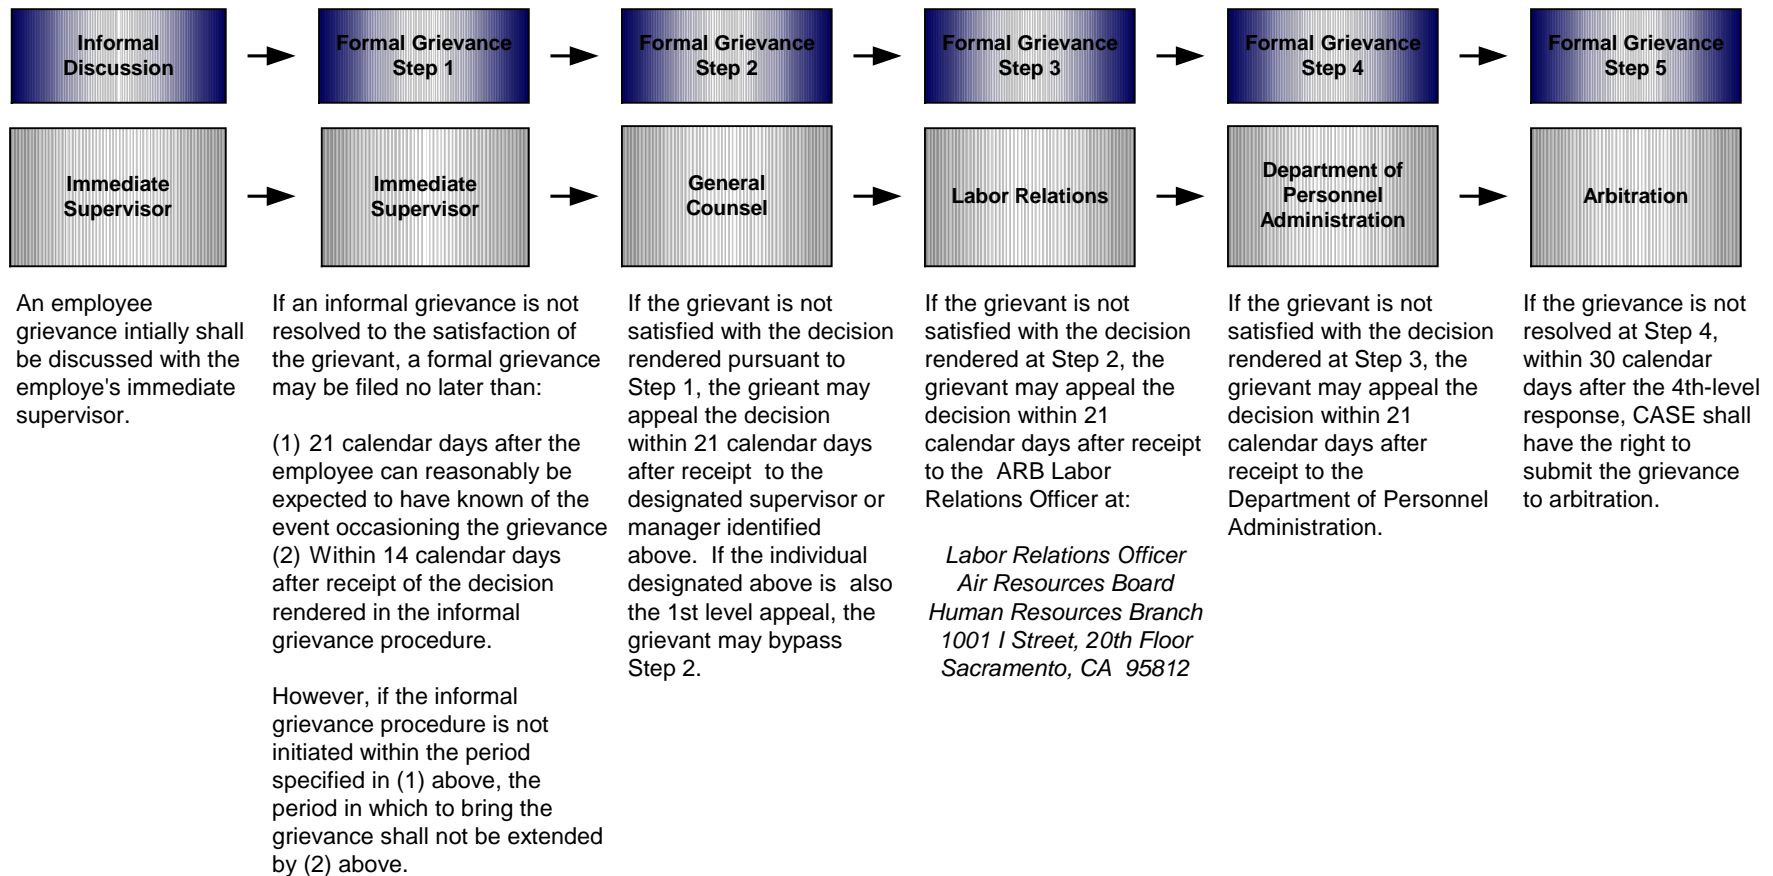 Informal
Discussion
Formal Grievance
Step 1
Formal Grievance
Step 2
Formal Grievance
Step 3
Formal Grievance
Step 4
Formal Grievance
Step 5
Immediate
Supervisor
Immediate
Supervisor
General
Counsel
Labor Relations
Department of
Personnel
Administration
Arbitration
An employee
grievance intially shall
be discussed with the
employe's immediate
supervisor.
If an informal grievance is not
resolved to the satisfaction of
the grievant, a formal grievance
may be filed no later than:
(1) 21 calendar days after the
employee can reasonably be
expected to have known of the
event occasioning the grievance
(2) Within 14 calendar days
after receipt of the decision
rendered in the informal
grievance procedure.
However, if the informal
grievance procedure is not
initiated within the period
specified in (1) above, the
period in which to bring the
grievance shall not be extended
by (2) above.
If the grievant is not
satisfied with the decision
rendered pursuant to
Step 1, the grieant may
appeal the decision
within 21 calendar days
after receipt to the
designated supervisor or
manager identified
above. If the individual
designated above is also
the 1st level appeal, the
grievant may bypass
Step 2.
If the grievant is not
satisfied with the decision
rendered at Step 2, the
grievant may appeal the
decision within 21
calendar days after receipt
to the ARB Labor
Relations Officer at:
Labor Relations Officer
Air Resources Board
Human Resources Branch
1001 I Street, 20th Floor
Sacramento, CA 95812
If the grievant is not
satisfied with the decision
rendered at Step 3, the
grievant may appeal the
decision within 21
calendar days after
receipt to the
Department of Personnel
Administration.
If the grievance is not
resolved at Step 4,
within 30 calendar
days after the 4th-level
response, CASE shall
have the right to
submit the grievance
to arbitration.